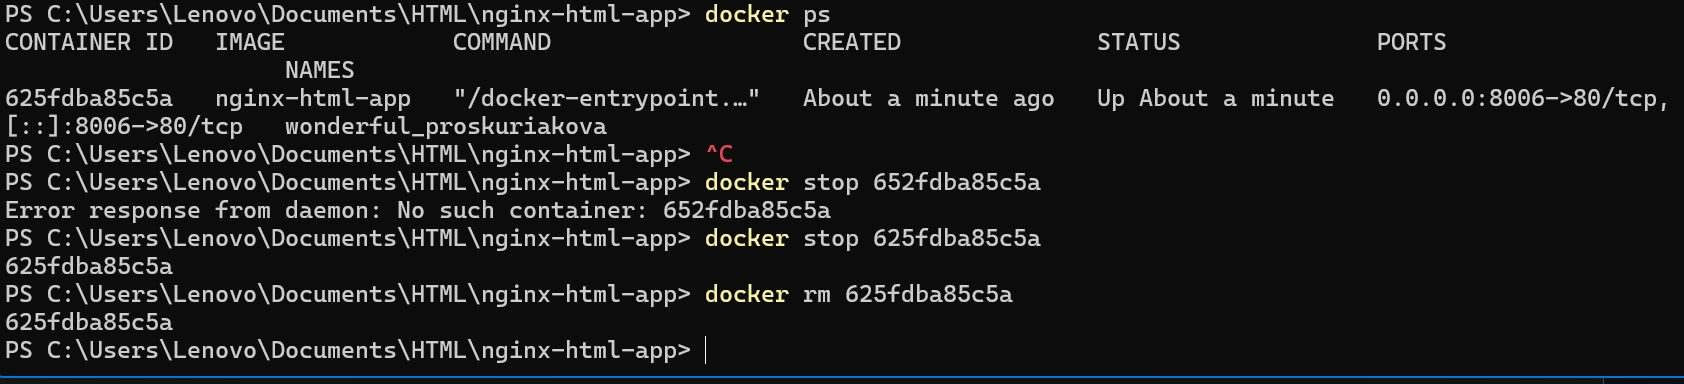 PS C:\Users\Lenovo\Documents\HTML\nginx-html-app> docker ps
CONTAINER ID   IMAGE            COMMAND                  CREATED              STATUS              PORTS
                    NAMES
625fdba85c5a   nginx-html-app   "/docker-entrypoint.…"   About a minute ago   Up About a minute   0.0.0.0:8006->80/tcp,
[::]:8006->80/tcp   wonderful_proskuriakova
PS C:\Users\Lenovo\Documents\HTML\nginx-html-app> ^C
PS C:\Users\Lenovo\Documents\HTML\nginx-html-app> docker stop 652fdba85c5a
Error response from daemon: No such container: 652fdba85c5a
PS C:\Users\Lenovo\Documents\HTML\nginx-html-app> docker stop 625fdba85c5a
625fdba85c5a
PS C:\Users\Lenovo\Documents\HTML\nginx-html-app> docker rm 625fdba85c5a
625fdba85c5a
PS C:\Users\Lenovo\Documents\HTML\nginx-html-app>